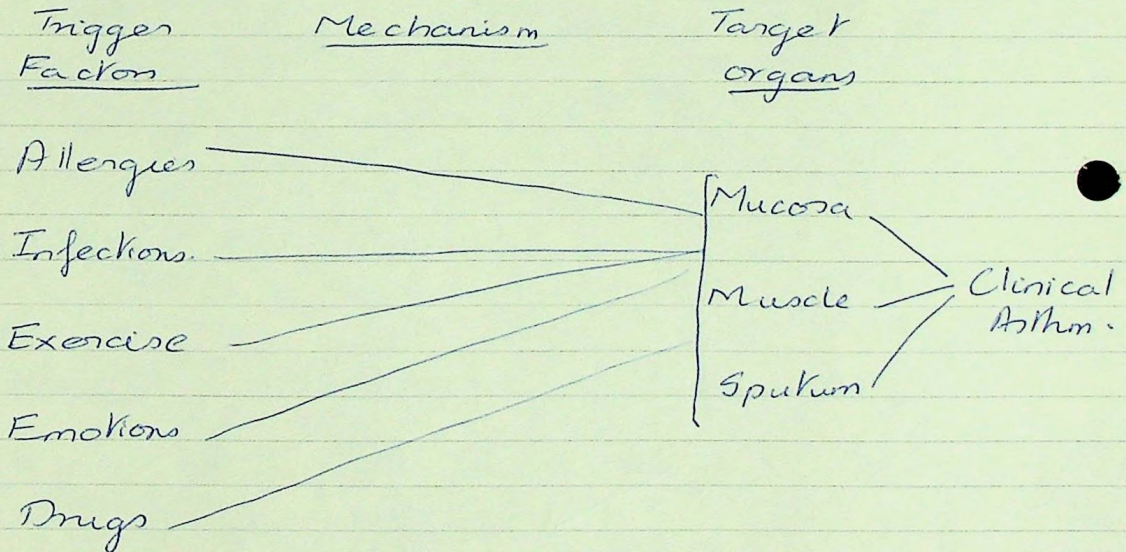 Trigger
Factors
Mechanism
Target
organs
Allergies
Infections.
Exercise
Emotions
Drugs
Mucosa
Muscle
Sputum
Clinical
Asthm.